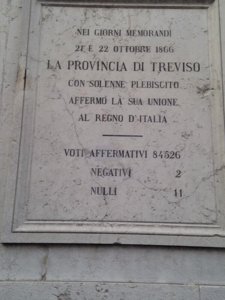 NEI GIORNI MEMORANDI
21 E 22 OTTOBRE 1866
LA PROVINCIA DI TREVISO
CON SOLENNE PLEBISCITO
AFFERMÒ LA SUA UNIONE
AL REGNO D'ITALIA
VOTI AFFERMATIVI 84526
NEGATIVI 2
NULLI 11